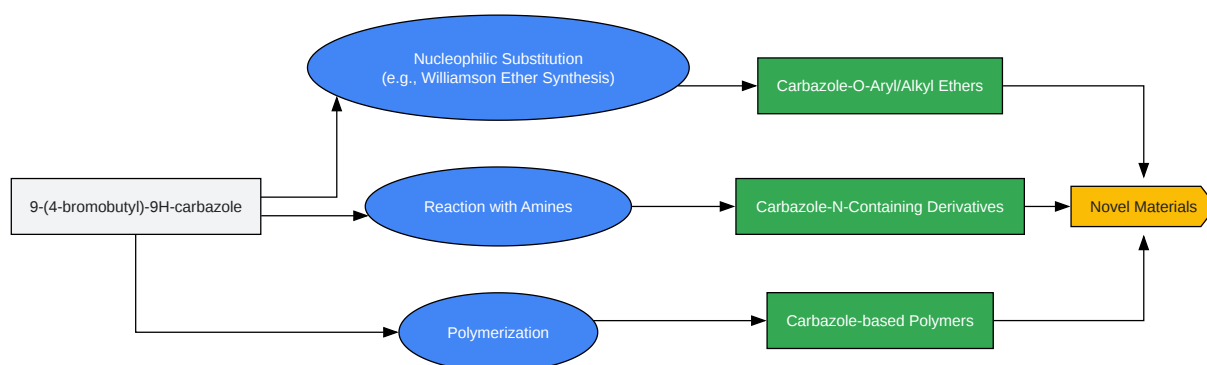 Nucleophilic Substitution
(e.g., Williamson Ether Synthesis)
Carbazole-O-Aryl/Alkyl Ethers
9-(4-bromobutyl)-9H-carbazole
Reaction with Amines
Carbazole-N-Containing Derivatives
Novel Materials
Polymerization
Carbazole-based Polymers